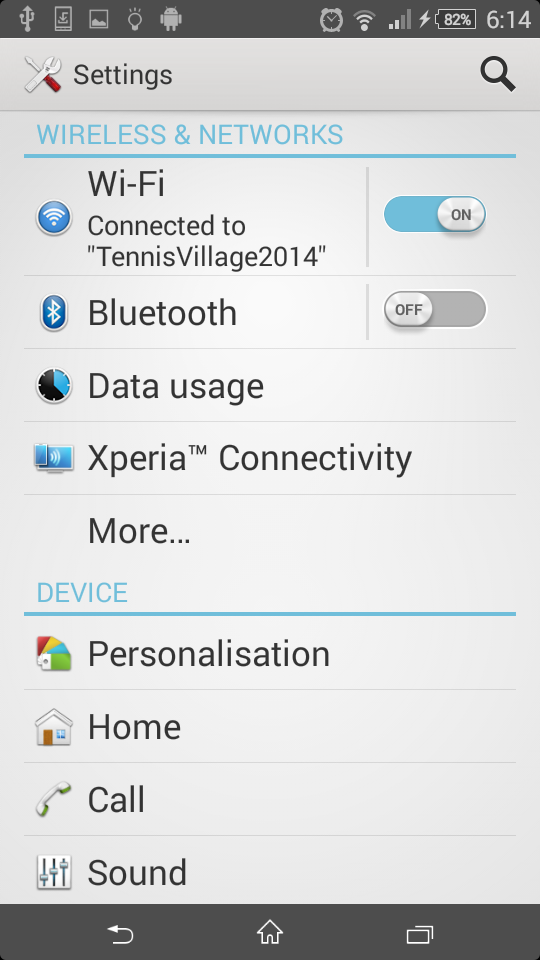 82% 6:14
Settings
WIRELESS & NETWORKS
Wi-Fi
Connected to
"TennisVillage2014"
ON
Bluetooth
OFF
Data usage
Xperia™ Connectivity
More...
DEVICE
Personalisation
Home
Call
Sound